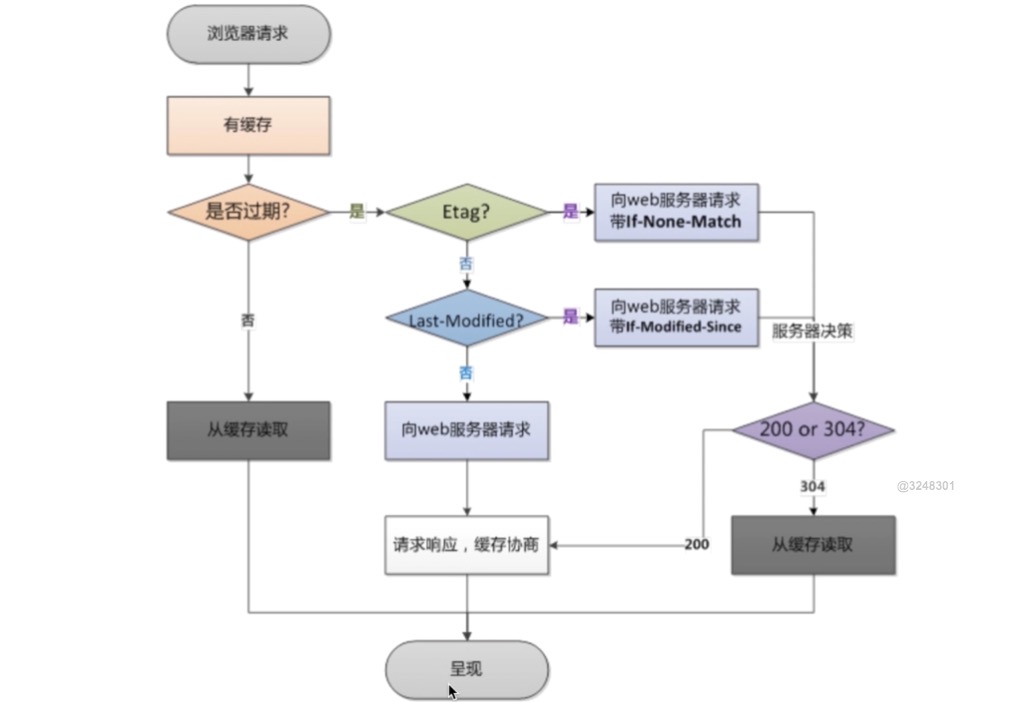 浏览器请求
有缓存
是否过期?
是
Etag?
是
向web服务器请求
带If-None-Match
否
否
Last-Modified?
是
向web服务器请求
带If-Modified-Since
服务器决策
否
从缓存读取
向web服务器请求
200 or 304?
304
@3248301
请求响应，缓存协商
200
从缓存读取
呈现